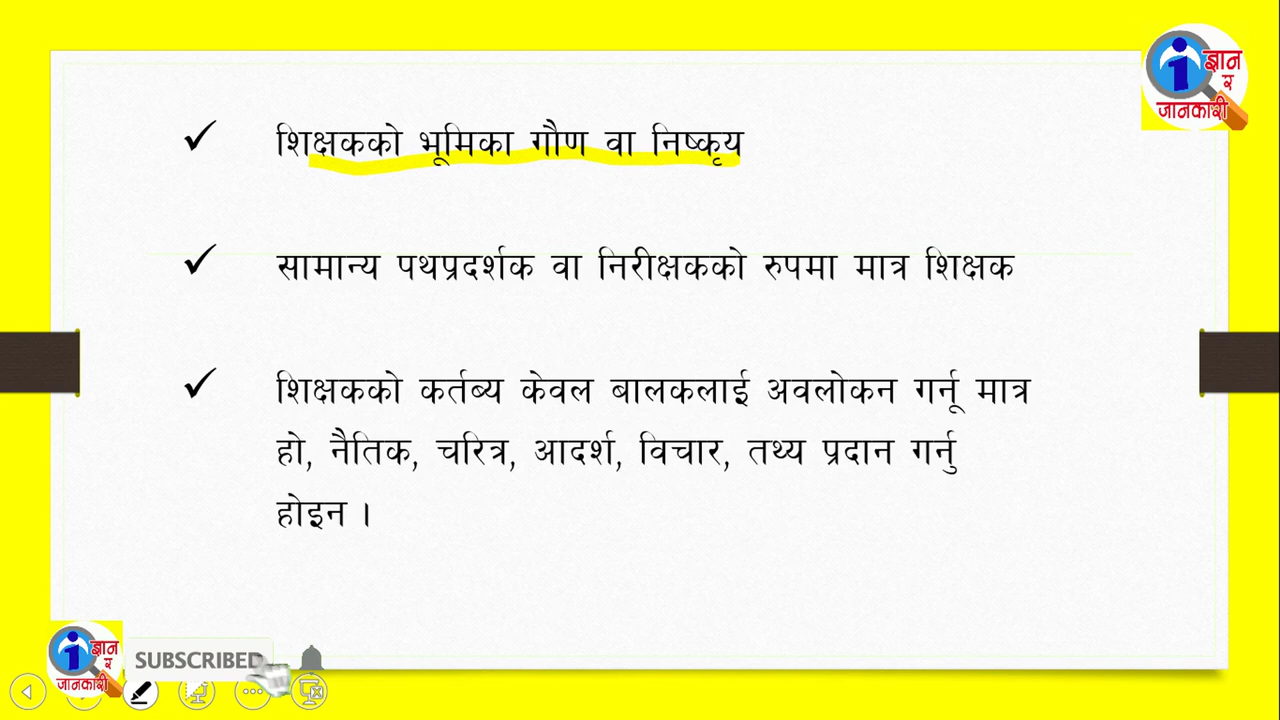 ज्ञान
र
जानकारी
✓ शिक्षकको भूमिका गौण वा निष्कृय
✓ सामान्य पथप्रदर्शक वा निरीक्षकको रुपमा मात्र शिक्षक
✓ शिक्षकको कर्तब्य केवल बालकलाई अवलोकन गर्नू मात्र
हो, नैतिक, चरित्र, आदर्श, विचार, तथ्य प्रदान गर्नु
होइन ।
ज्ञान
र
जानकारी
SUBSCRIBED